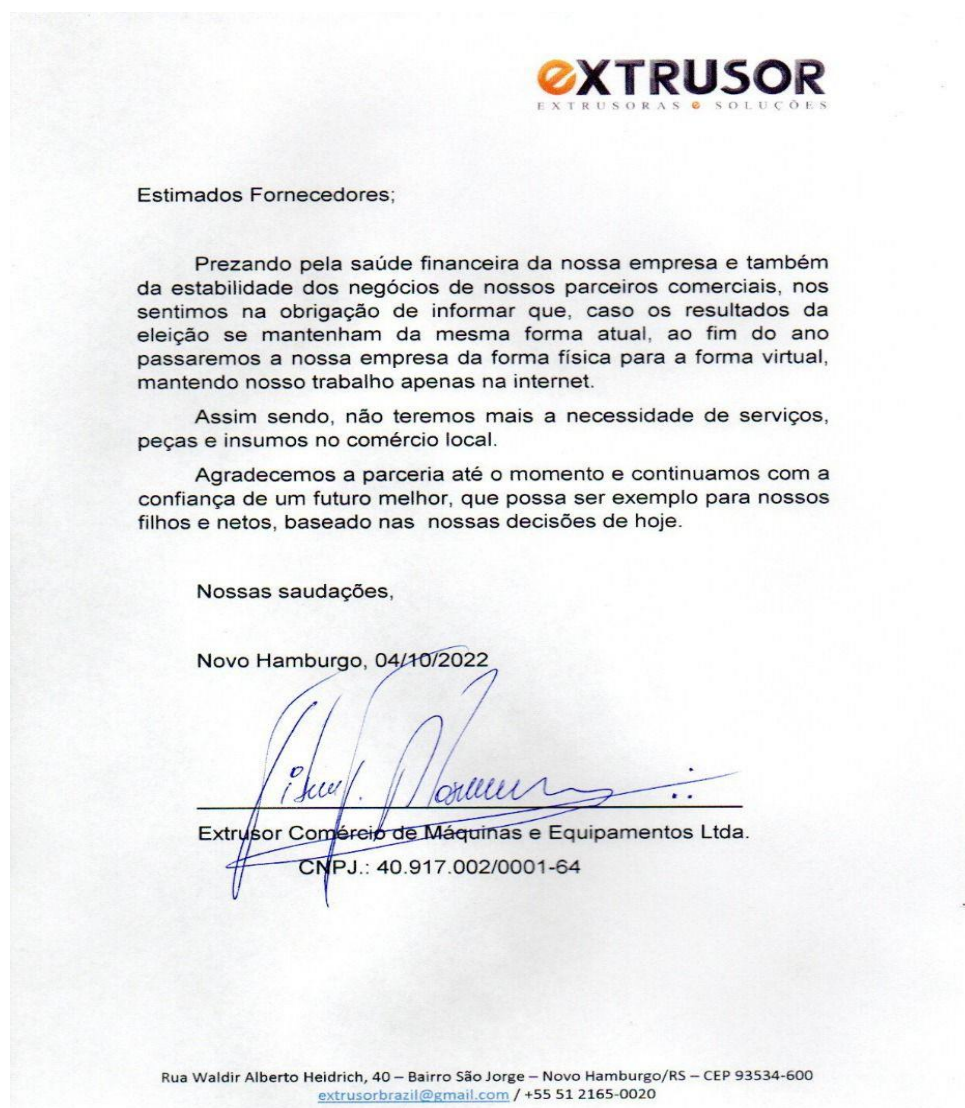 eXTRUSOR
EXTRUSORAS e SOLUÇÕES
Estimados Fornecedores;
Prezando pela saúde financeira da nossa empresa e também
da estabilidade dos negócios de nossos parceiros comerciais, nos
sentimos na obrigação de informar que, caso os resultados da
eleição se mantenham da mesma forma atual, ao fim do ano
passaremos a nossa empresa da forma física para a forma virtual,
mantendo nosso trabalho apenas na internet.
Assim sendo, não teremos mais a necessidade de serviços,
peças e insumos no comércio local.
Agradecemos a parceria até o momento e continuamos com a
confiança de um futuro melhor, que possa ser exemplo para nossos
filhos e netos, baseado nas nossas decisões de hoje.
Nossas saudações,
Novo Hamburgo, 04/10/2022
Extrusor Comércio de Máquinas e Equipamentos Ltda.
CNPJ.: 40.917.002/0001-64
Rua Waldir Alberto Heidrich, 40 – Bairro São Jorge – Novo Hamburgo/RS – CEP 93534-600
extrusorbrazil@gmail.com / +55 51 2165-0020